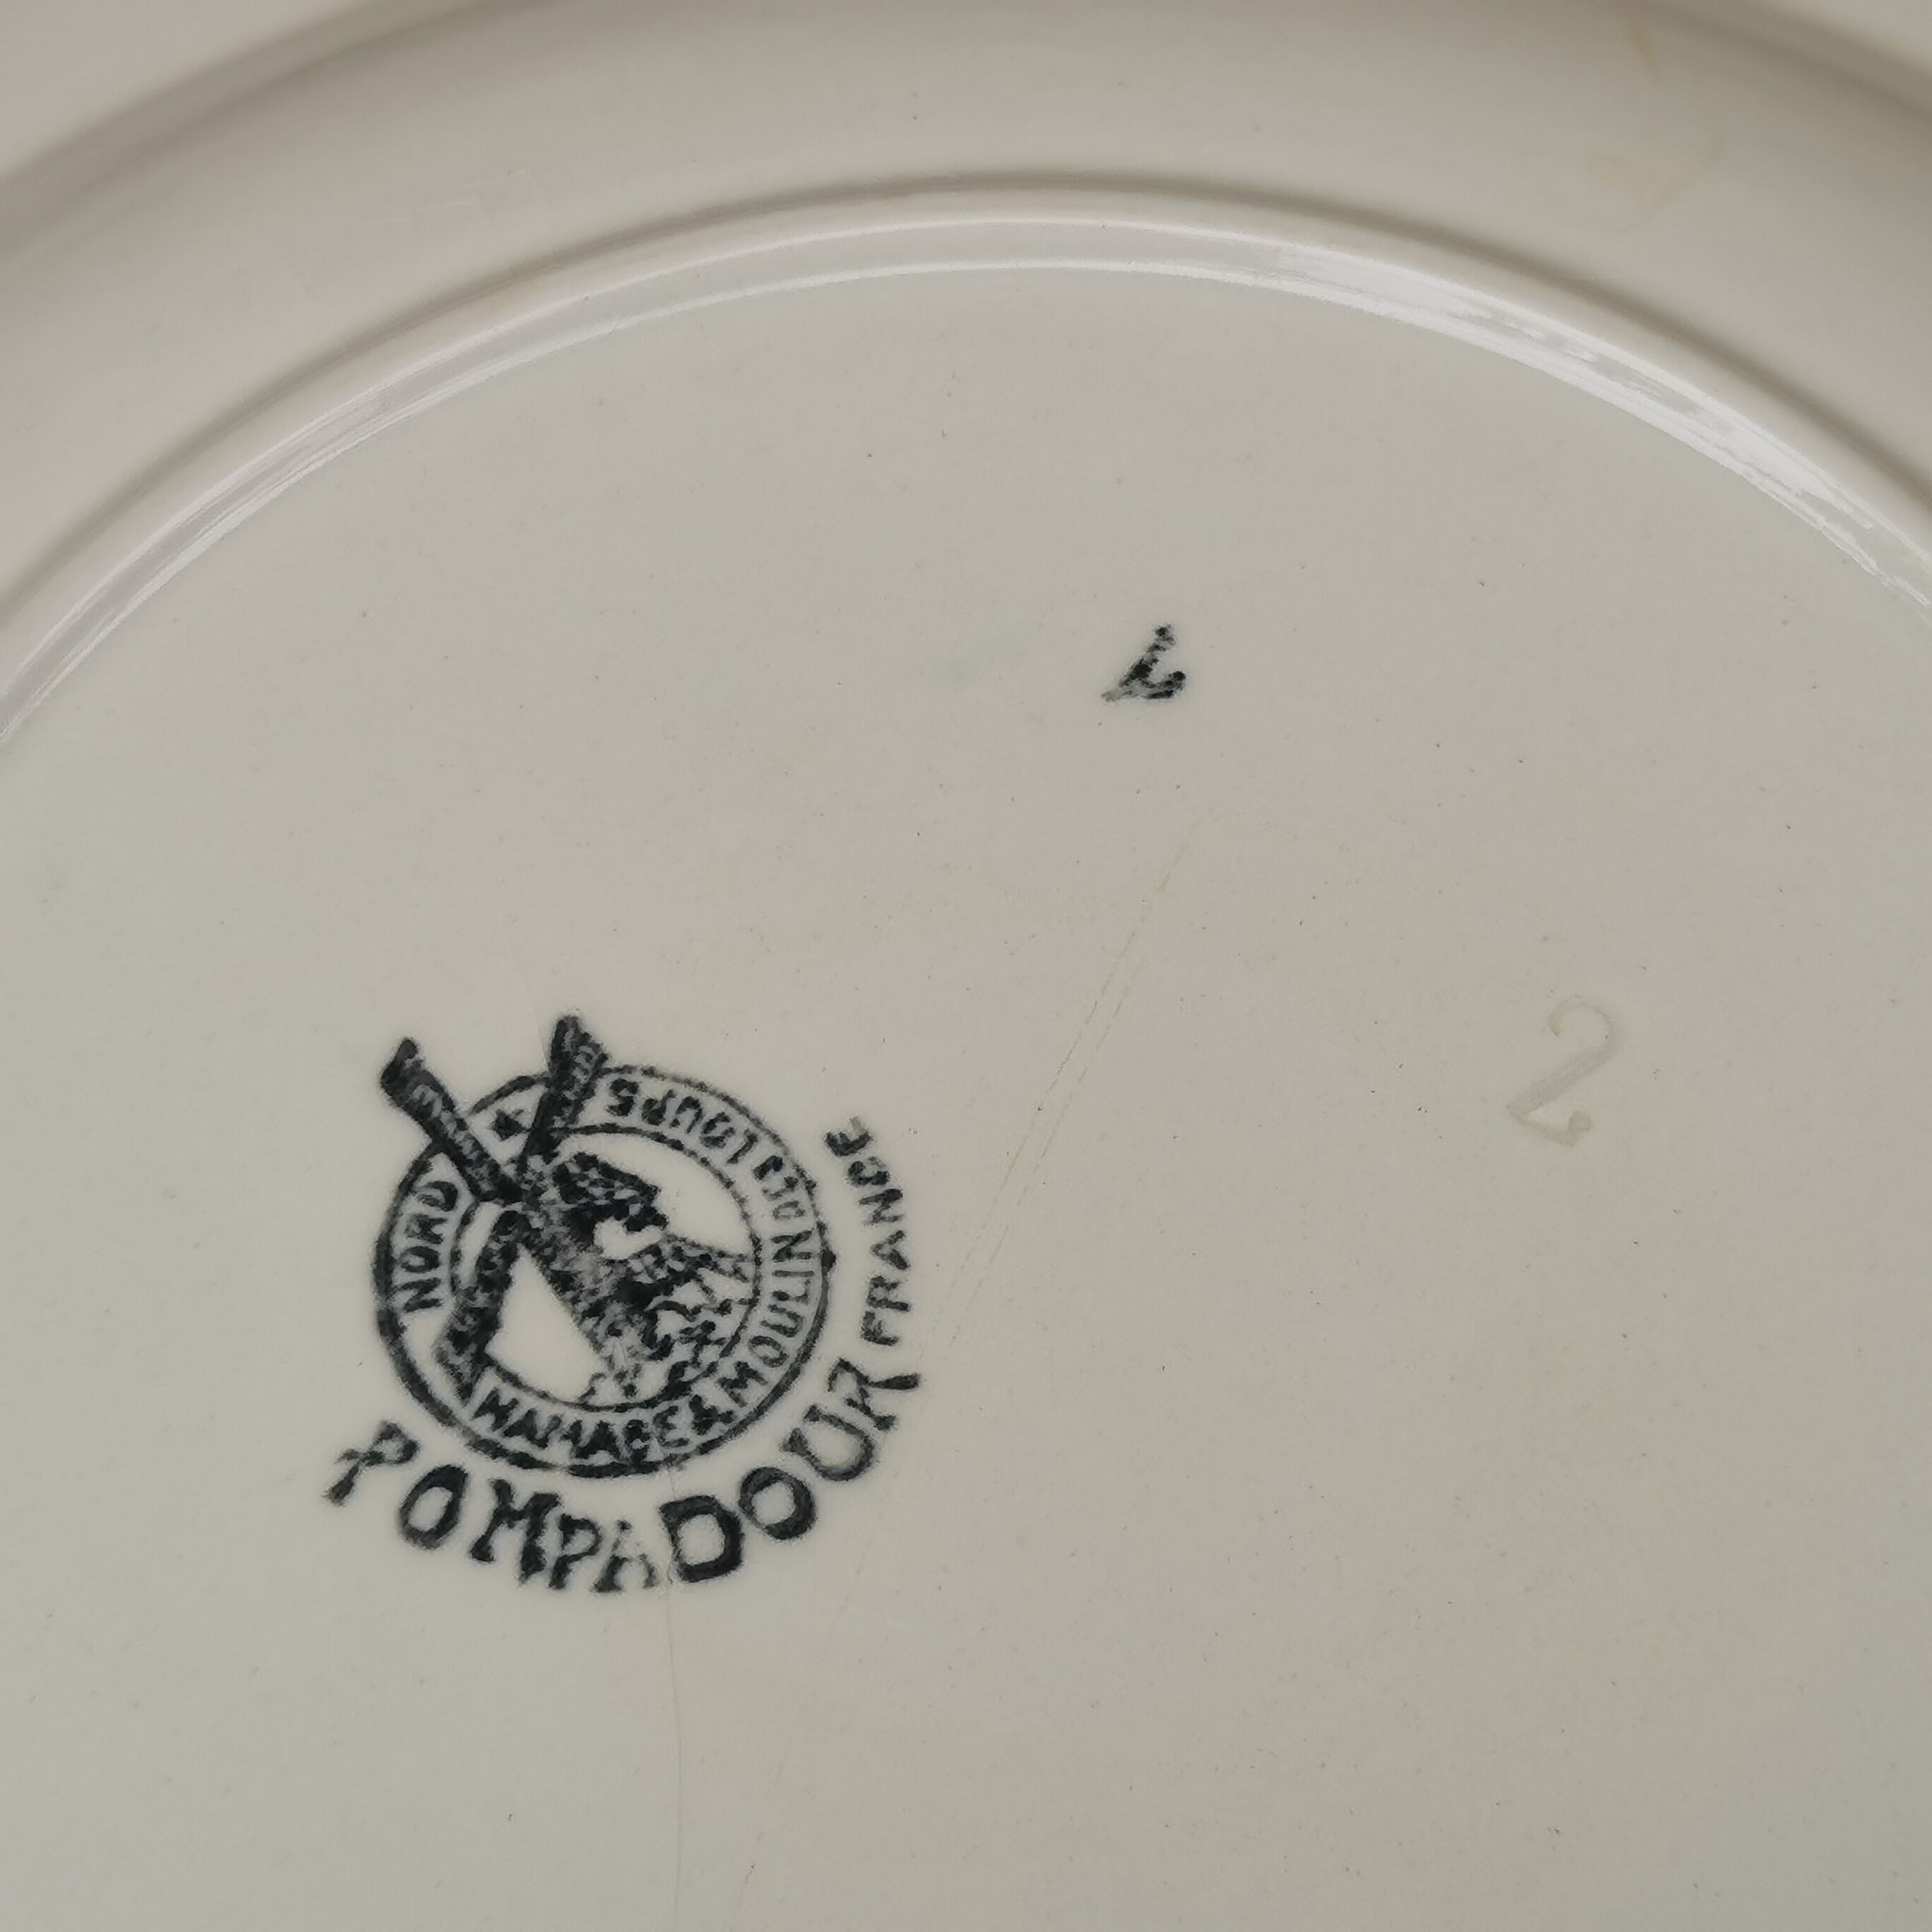 MOULIN DES LOUPS
HAMAGE &
NORD
POMPADOUR
FRANCE
2